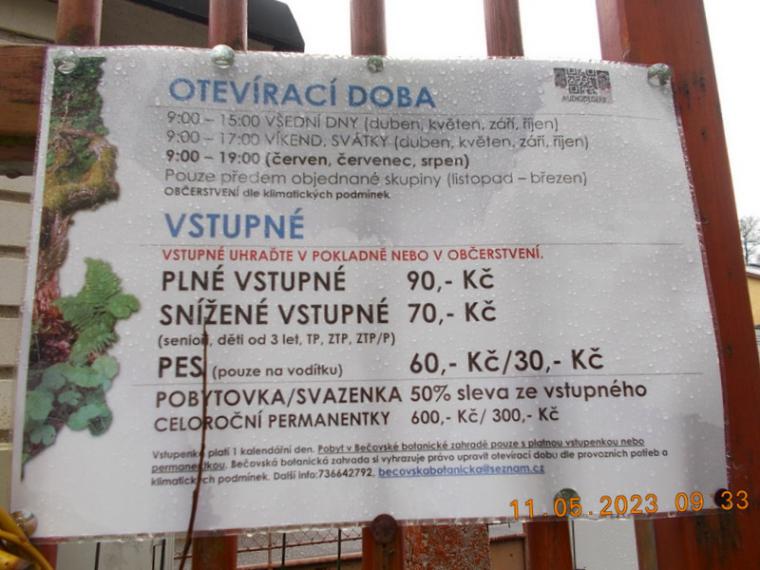 AUDIOGUIDE
OTEVÍRACÍ DOBA
9:00 – 15:00 VŠEDNÍ DNY (duben, květen, září, říjen)
9:00 – 17:00 VÍKEND, SVÁTKY (duben, květen, září, říjen)
9:00 – 19:00 (červen, červenec, srpen)
Pouze předem objednané skupiny (listopad – březen)
OBČERSTVENÍ dle klimatických podmínek
VSTUPNÉ
VSTUPNÉ UHRAĎTE V POKLADNĚ NEBO V OBČERSTVENÍ.
PLNÉ VSTUPNÉ 90,- Kč
SNÍŽENÉ VSTUPNÉ 70,- Kč
(senioři, děti od 3 let, TP, ZTP, ZTP/P)
PES (pouze na vodítku) 60,- Kč/30,- Kč
POBYTOVKA/SVAZENKA 50% sleva ze vstupného
CELOROČNÍ PERMANENTKY 600,- Kč/ 300,- Kč
Vstupenka platí 1 kalendářní den. Pobyt v Bečovské botanické zahradě pouze s platnou vstupenkou nebo
permanentkou. Bečovská botanická zahrada si vyhrazuje právo upravit otevírací dobu dle provozních potřeb a
klimatických podmínek. Další info:736642792, becovskabotanicka@seznam.cz
11.05.2023 09 33